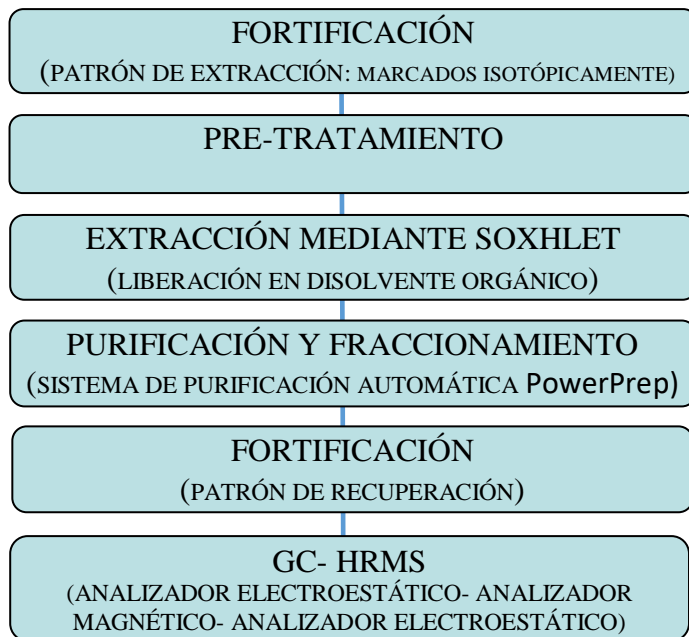 FORTIFICACIÓN
(PATRÓN DE EXTRACCIÓN: MARCADOS ISOTÓPICAMENTE)
PRE-TRATAMIENTO
EXTRACCIÓN MEDIANTE SOXHLET
(LIBERACIÓN EN DISOLVENTE ORGÁNICO)
PURIFICACIÓN Y FRACCIONAMIENTO
(SISTEMA DE PURIFICACIÓN AUTOMÁTICA PowerPrep)
FORTIFICACIÓN
(PATRÓN DE RECUPERACIÓN)
GC- HRMS
(ANALIZADOR ELECTROESTÁTICO- ANALIZADOR
MAGNÉTICO- ANALIZADOR ELECTROESTÁTICO)